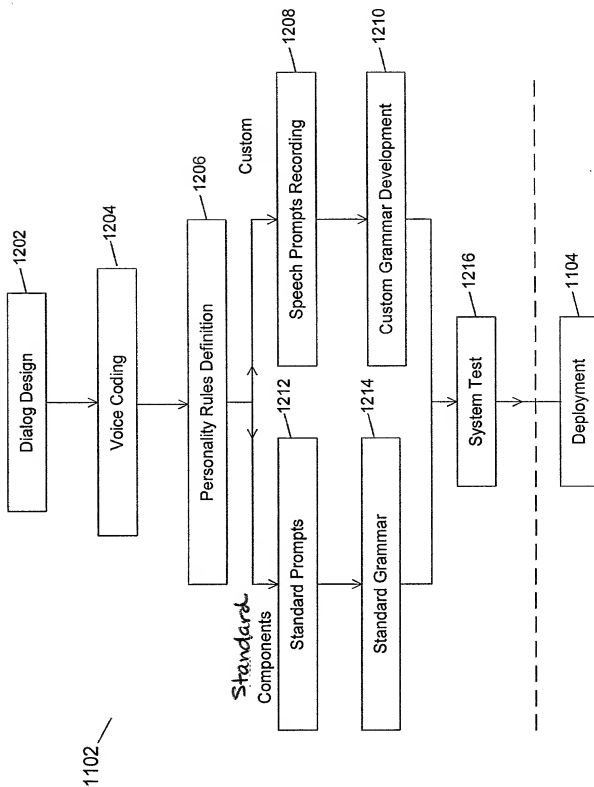 1202
Dialog Design
1204
Voice Coding
1206
Personality Rules Definition
Standard
Components
Custom
1212
Standard Prompts
1208
Speech Prompts Recording
1214
Standard Grammar
1210
Custom Grammar Development
1216
System Test
1104
Deployment
1102